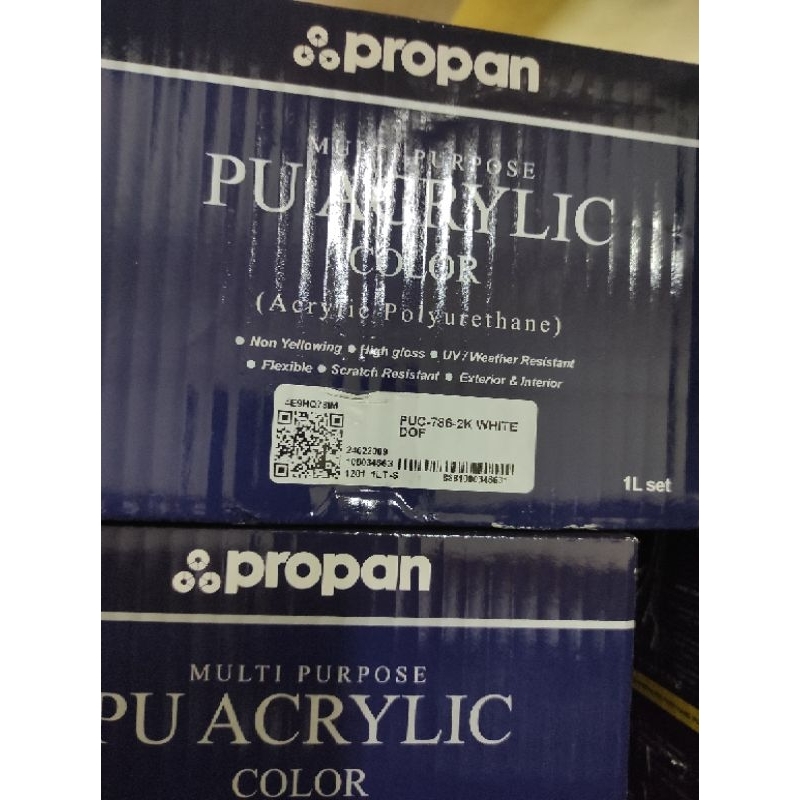 propan
MULTI PURPOSE
PU ACRYLIC
COLOR
(Acrylic Polyurethane)
• Non Yellowing • High gloss • UV / Weather Resistant
• Flexible • Scratch Resistant • Exterior & Interior
PUC-786-2K WHITE
DOF
1L set
propan
MULTI PURPOSE
PU ACRYLIC
COLOR